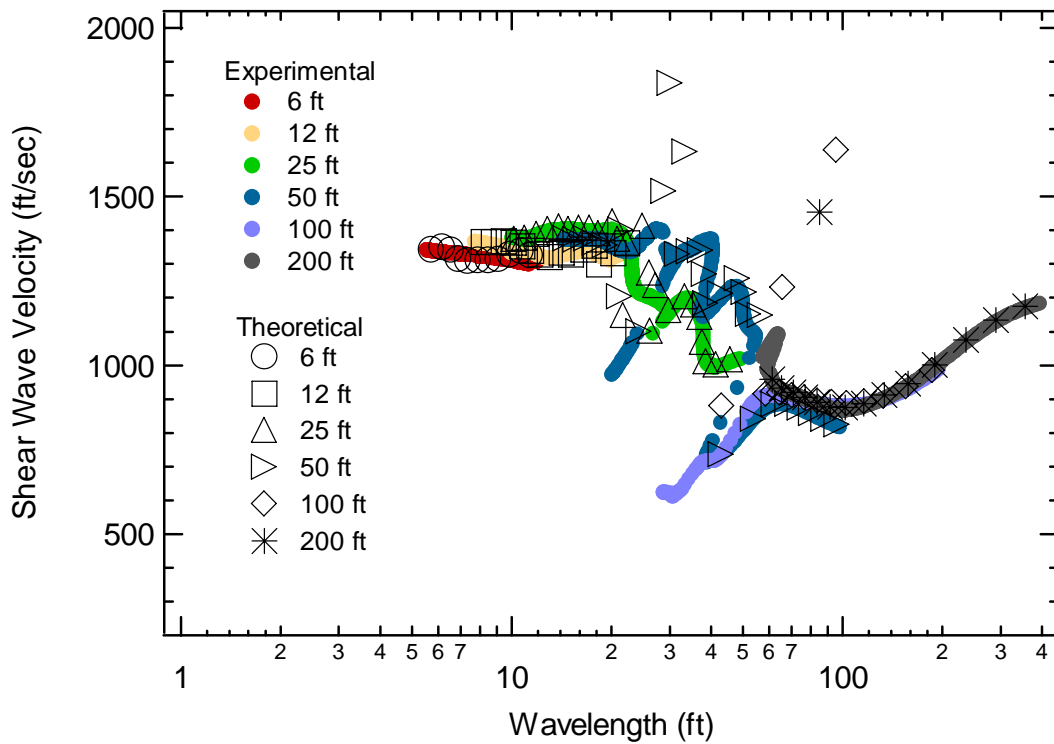 2000
1500
1000
500
Shear Wave Velocity (ft/sec)
Experimental
6 ft
12 ft
25 ft
50 ft
100 ft
200 ft
Theoretical
6 ft
12 ft
25 ft
50 ft
100 ft
200 ft
2 3 4 5 6 7 2 3 4 5 6 7 2 3 4
1 10 100
Wavelength (ft)